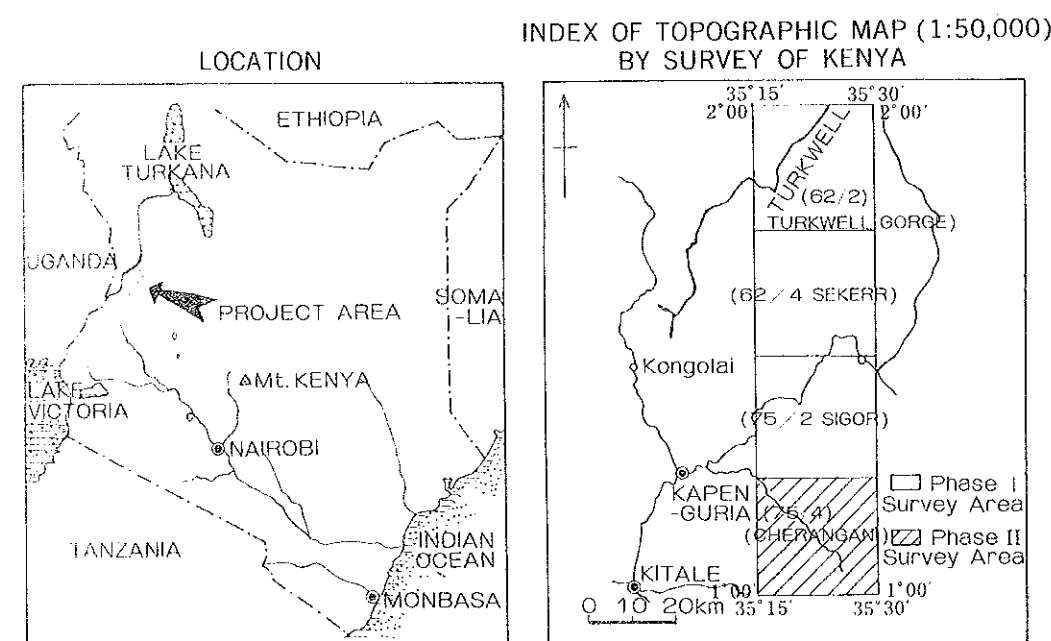 LOCATION
ETHIOPIA
LAKE
TURKANA
UGANDA
PROJECT AREA
SOMA
-LIA
Mt. KENYA
LAKE
VICTORIA
NAIROBI
TANZANIA
INDIAN
OCEAN
MONBASA
INDEX OF TOPOGRAPHIC MAP (1:50,000)
BY SURVEY OF KENYA
35°15′ 35°30′
2°00′ 2°00′
TURKWELL
(62/2)
TURKWELL GORGE)
(62/4 SEKERR)
Kongolai
(75/2 SIGOR)
KAPEN
-GURIA
(75/4)
(CHERANGANI)
Phase I
Survey Area
Phase II
Survey Area
KITALE
1°00′ 1°00′
0 10 20km 35°15′ 35°30′